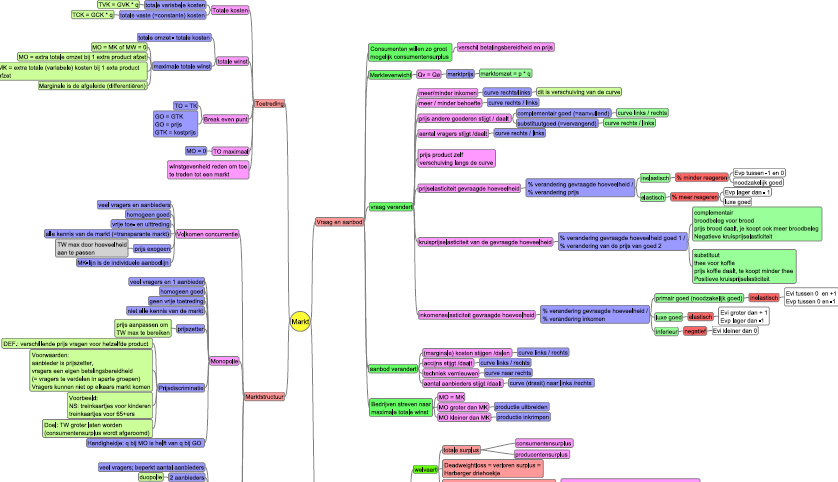 TVK = GVK * q
totale variabele kosten
TCK = GCK * q
totale vaste (=constante) kosten
Totale kosten
totale omzet - totale kosten
MO = MK of MW = 0
MO = extra totale omzet bij 1 extra product afzet
MK = extra totale (variabele) kosten bij 1 exta product
afzet
Marginale is de afgeleide (differentiëren)
maximale totale winst
totale winst
TO = TK
GO = GTK
GO = prijs
GTK = kostprijs
Break even punt
MO = 0
TO maximaal
winstgevenheid reden om toe
te traden tot een markt
Toetreding
veel vragers en aanbieders
homogeen goed
vrije toe- en uittreding
alle kennis van de markt (=transparante markt)
TW max door hoeveelheid
aan te passen
prijs exogeen
MK-lijn is de individuele aanbodlijn
Volkomen concurrentie
veel vragers en 1 aanbieder
homogeen goed
geen vrije toetreding
niet alle kennis van de markt
prijs aanpassen om
TW max te bereiken
prijszetter
DEF.: verschillende prijs vragen voor hetzelfde product
Voorwaarden:
aanbieder is prijszetter,
vragers een eigen betalingsbereidheid
(= vragers te verdelen in aparte groepen)
Vragers kunnen niet op elkaars markt komen
Voorbeeld:
NS: treinkaartjes voor kinderen
treinkaartjes voor 65+ers
Doel: TW groter laten worden
(consumentensurplus wordt afgeroomd)
Prijsdiscriminatie
Handigheidje: q bij MO is helft van q bij GO
Monopolie
veel vragers; beperkt aantal aanbieders
duopolie
2 aanbieders
Marktstructuur
Markt
Vraag en aanbod
Consumenten willen zo groot
mogelijk consumentensurplus
verschil betalingsbereidheid en prijs
Marktevenwicht
Qv = Qa
marktprijs
marktomzet = p * q
vraag verandert
meer/minder inkomen
curve rechts/links
dit is verschuiving van de curve
meer / minder behoefte
curve rechts / links
prijs andere goederen stijgt / daalt
complementair goed (=aanvullend)
curve links / rechts
substituutgoed (=vervangend)
curve rechts / links
aantal vragers stijgt /daalt
curve rechts / links
prijs product zelf
verschuiving langs de curve
prijselasticiteit gevraagde hoeveelheid
% verandering gevraagde hoeveelheid /
% verandering prijs
inelastisch
% minder reageren
Evp tussen -1 en 0
noodzakelijk goed
elastisch
% meer reageren
Evp lager dan -1
luxe goed
kruisprijselasticiteit van de gevraagde hoeveelheid
% verandering gevraagde hoeveelheid goed 1 /
% verandering van de prijs van goed 2
complementair
broodbeleg voor brood
prijs brood daalt, je koopt ook meer broodbeleg
Negatieve kruisprijselasticiteit
substituut
thee voor koffie
prijs koffie daalt, te koopt minder thee
Positieve kruisprijselasticiteit
inkomenselasticiteit gevraagde hoeveelheid
% verandering gevraagde hoeveelheid /
% verandering inkomen
primair goed (noodzakelijk goed)
inelastisch
Evi tussen 0 en +1
Evp tussen 0 en -1
luxe goed
elastisch
Evi groter dan + 1
Evp lager dan -1
inferieur
negatief
Evi kleiner dan 0
aanbod verandert
(marginale) kosten stijgen /dalen
curve links / rechts
accijns stijgt /daalt
curve links / rechts
techniek vernieuwen
curve naar rechts
aantal aanbieders stijgt /daalt
curve (draait) naar links /rechts
Bedrijven streven naar
maximale totale winst
MO = MK
MO groter dan MK
productie uitbreiden
MO kleiner dan MK
productie inkrimpen
welvaart
totale surplus
consumentensurplus
producentensurplus
Deadweightloss = verloren surplus =
Harberger driehoekje